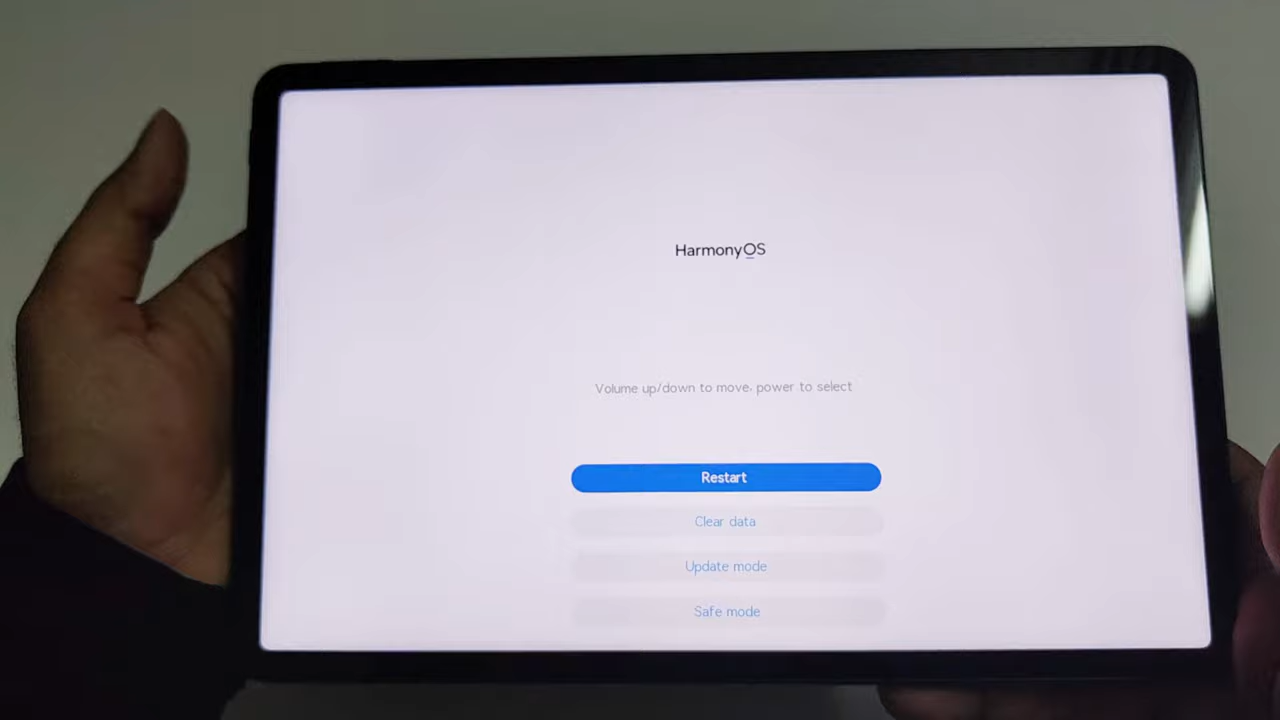 HarmonyOS
Volume up/down to move, power to select
Restart
Clear data
Update mode
Safe mode